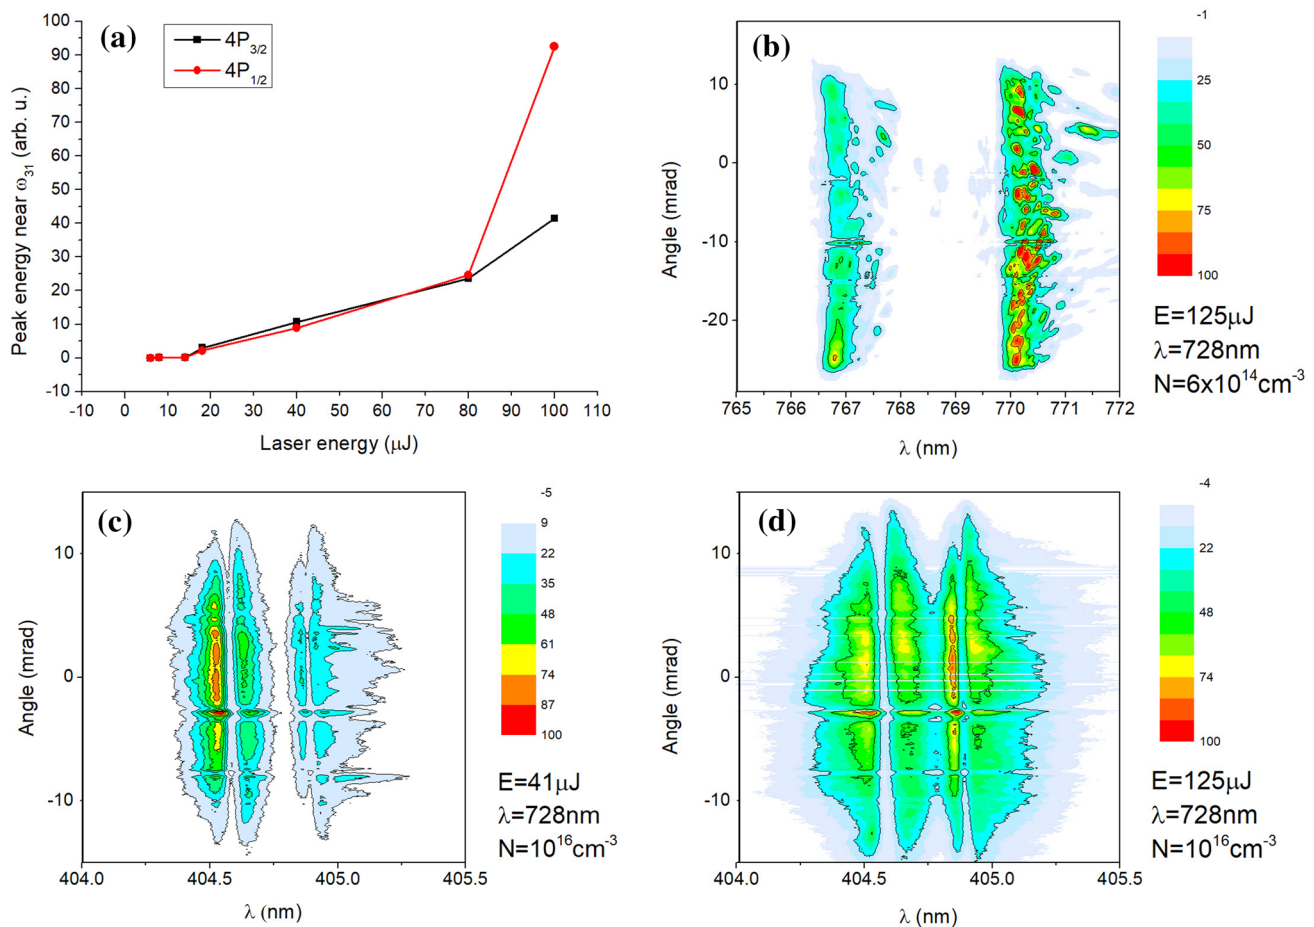 (a)
4P3/2
4P1/2
Peak energy near ω31 (arb. u.)
100
90
80
70
60
50
40
30
20
10
0
-10
-10 0 10 20 30 40 50 60 70 80 90 100 110
Laser energy (μJ)
(b)
Angle (mrad)
10
0
-10
-20
765 766 767 768 769 770 771 772
λ (nm)
-1
25
50
75
100
E=125μJ
λ=728nm
N=6x10^14cm^-3
(c)
Angle (mrad)
10
0
-10
404.0 404.5 405.0 405.5
λ (nm)
-5
9
22
35
48
61
74
87
100
E=41μJ
λ=728nm
N=10^16cm^-3
(d)
Angle (mrad)
10
0
-10
404.0 404.5 405.0 405.5
λ (nm)
-4
22
48
74
100
E=125μJ
λ=728nm
N=10^16cm^-3